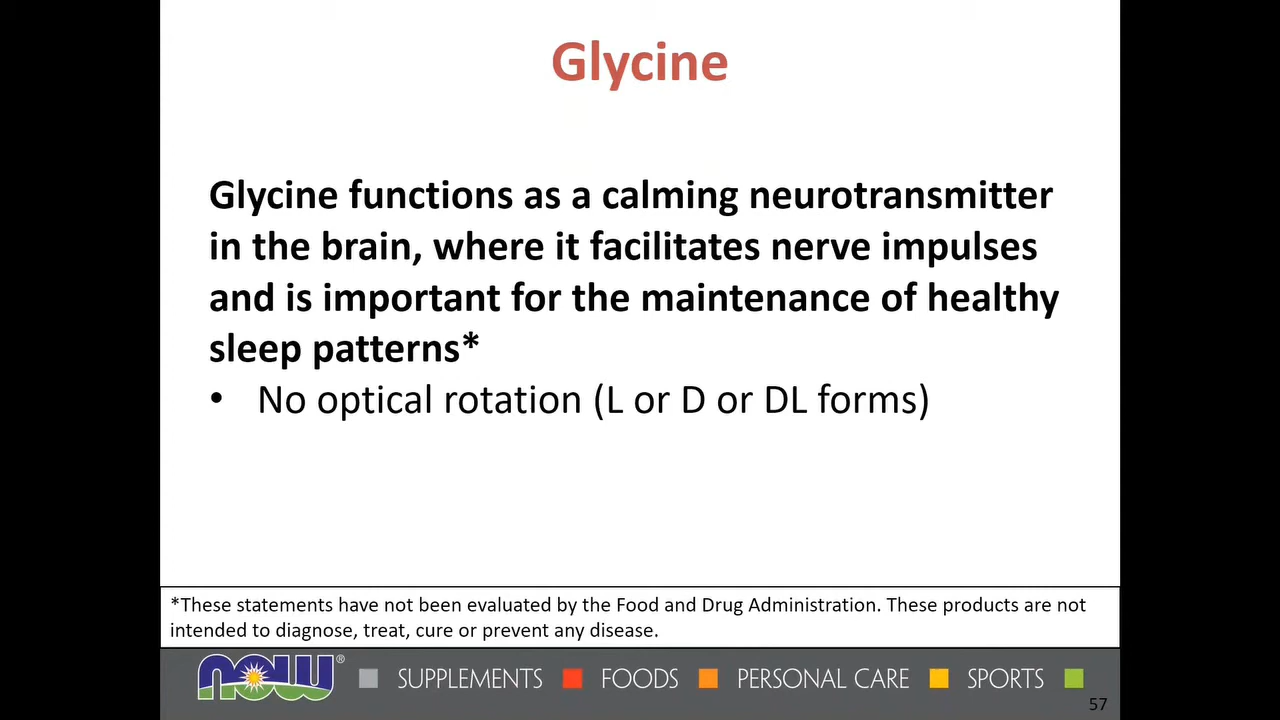 Glycine
Glycine functions as a calming neurotransmitter
in the brain, where it facilitates nerve impulses
and is important for the maintenance of healthy
sleep patterns*
• No optical rotation (L or D or DL forms)
*These statements have not been evaluated by the Food and Drug Administration. These products are not
intended to diagnose, treat, cure or prevent any disease.
now® SUPPLEMENTS FOODS PERSONAL CARE SPORTS
57